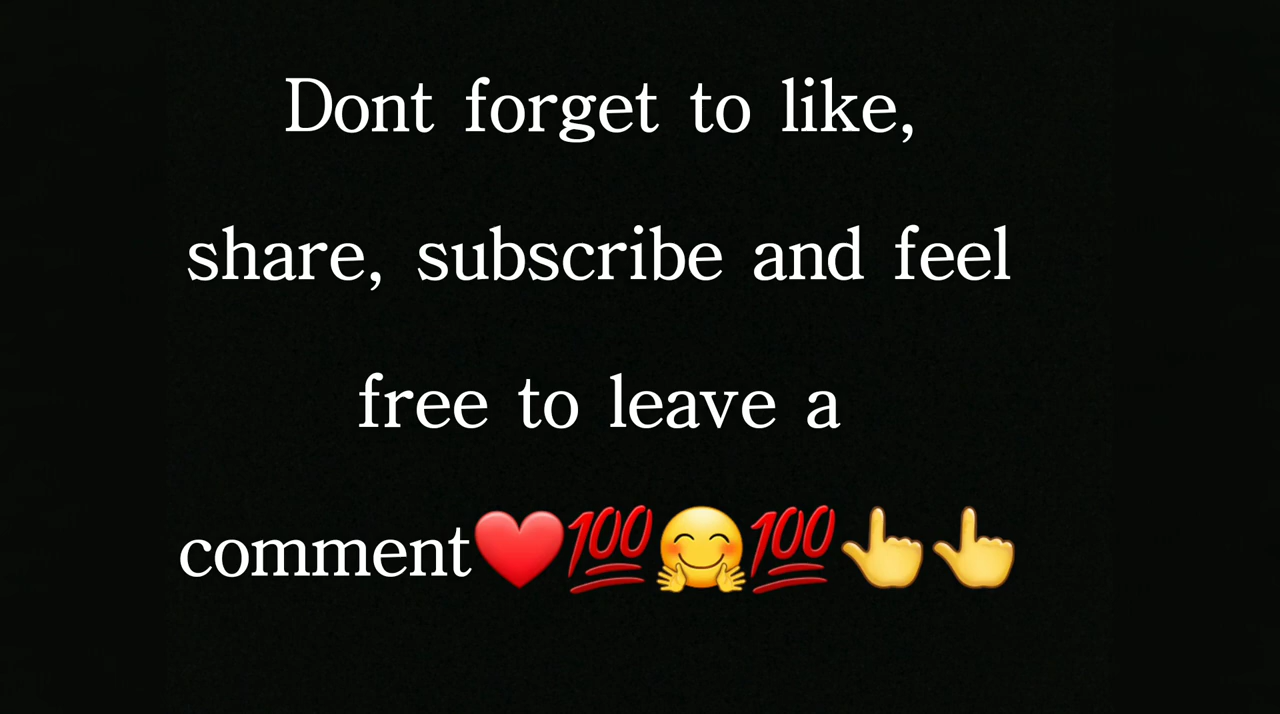 Dont forget to like,
share, subscribe and feel
free to leave a
comment❤️💯🤗💯👆👆